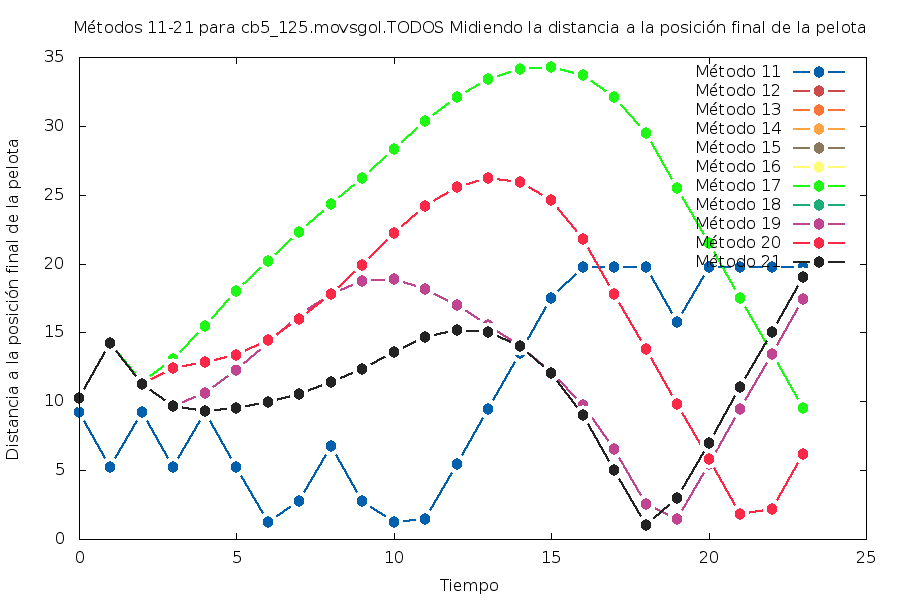 Métodos 11-21 para cb5_125.movsgol.TODOS Midiendo la distancia a la posición final de la pelota
35
30
25
20
15
10
5
0
Distancia a la posición final de la pelota
Método 11
Método 12
Método 13
Método 14
Método 15
Método 16
Método 17
Método 18
Método 19
Método 20
Método 21
0 5 10 15 20 25
Tiempo